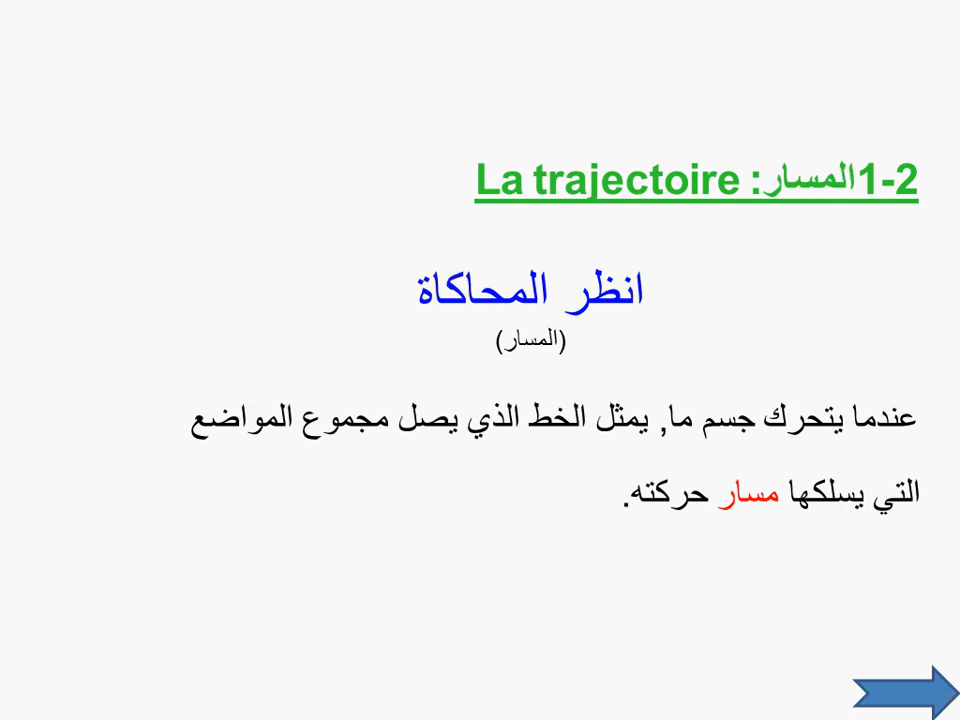 1-2المسار: La trajectoire
انظر المحاكاة
(المسار)
عندما يتحرك جسم ما, يمثل الخط الذي يصل مجموع المواضع
التي يسلكها مسار حركته.